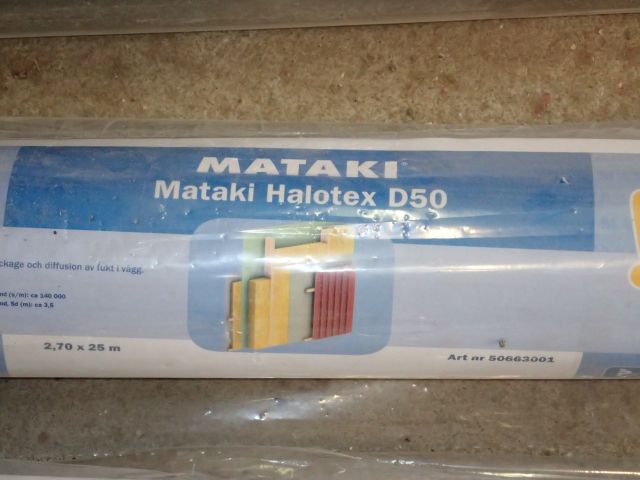 MATAKI
Mataki Halotex D50
ckage och diffusion av fukt i vägg.
nd (s/m): ca 140 000
nd, Sd (m): ca 3,5
2,70 x 25 m
Art nr 50663001